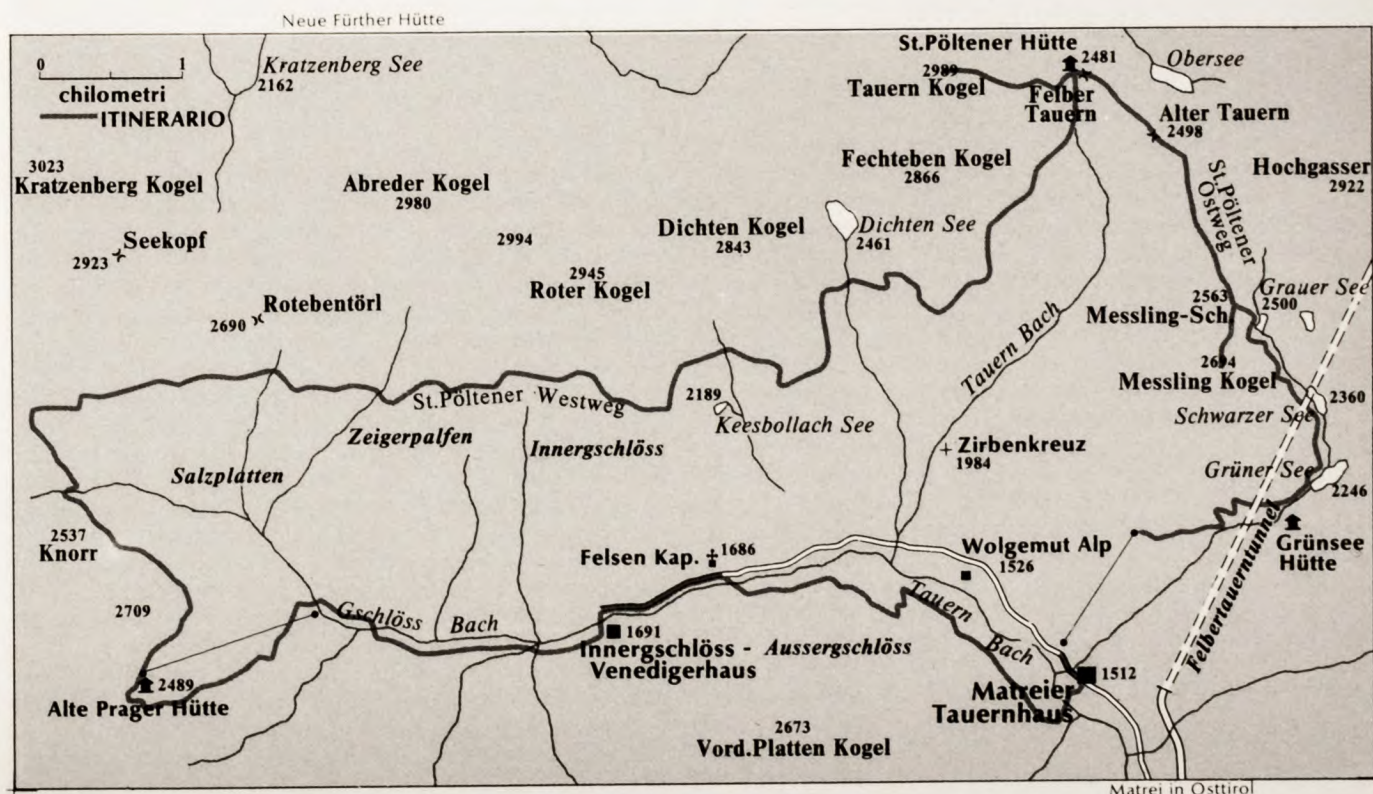 Neue Fürther Hütte
0 1
chilometri
ITINERARIO
Kratzenberg See
2162
St.Pöltener Hütte
2481
Obersee
2989
Tauern Kogel
Felber
Tauern
Alter Tauern
2498
3023
Kratzenberg Kogel
Abreder Kogel
2980
Fechteben Kogel
2866
Hochgasser
2922
St.Pöltener
Ostweg
Seekopf
2923
2994
Dichten Kogel
2843
Dichten See
2461
2945
Roter Kogel
Rotebentörl
2690
2563
Messling-Sch.
Grauer See
2500
Tauern Bach
2694
Messling Kogel
2360
Schwarzer See
St.Pöltener Westweg
2189
Keesbollach See
Zeigerpalfen
Innergschlöss
Zirbenkreuz
1984
Salzplatten
Grüner See
2246
2537
Knorr
Felsen Kap.
1686
Wolgemut Alp
1526
Grünsee
Hütte
Felbertauerntunnel
2709
Gschlöss Bach
Tauern
Bach
1691
Innergschlöss - Aussergschlöss
Venedigerhaus
2489
Alte Prager Hütte
1512
Matreier
Tauernhaus
2673
Vord.Platten Kogel
Matrei in Osttirol